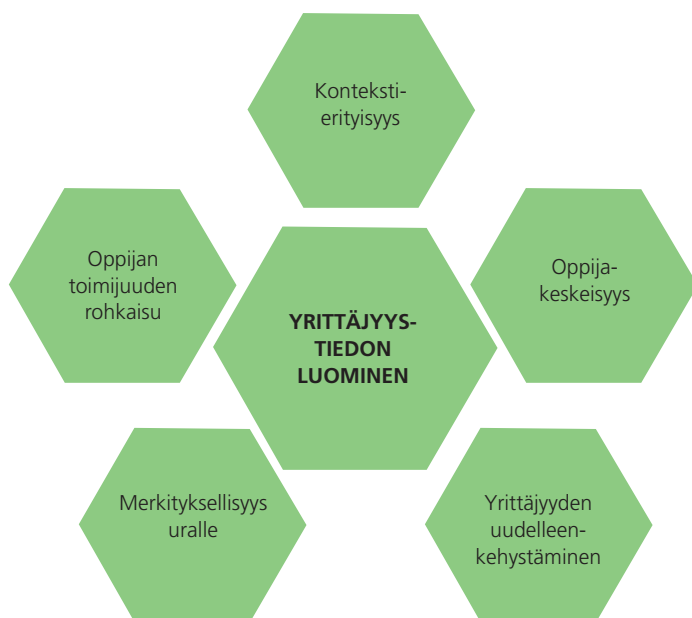 Konteksti-
erityisyys
Oppijan
toimijuuden
rohkaisu
Oppija-
keskeisyys
YRITTÄJYYS-
TIEDON
LUOMINEN
Merkityksellisyys
uralle
Yrittäjyyden
uudelleen-
kehystäminen